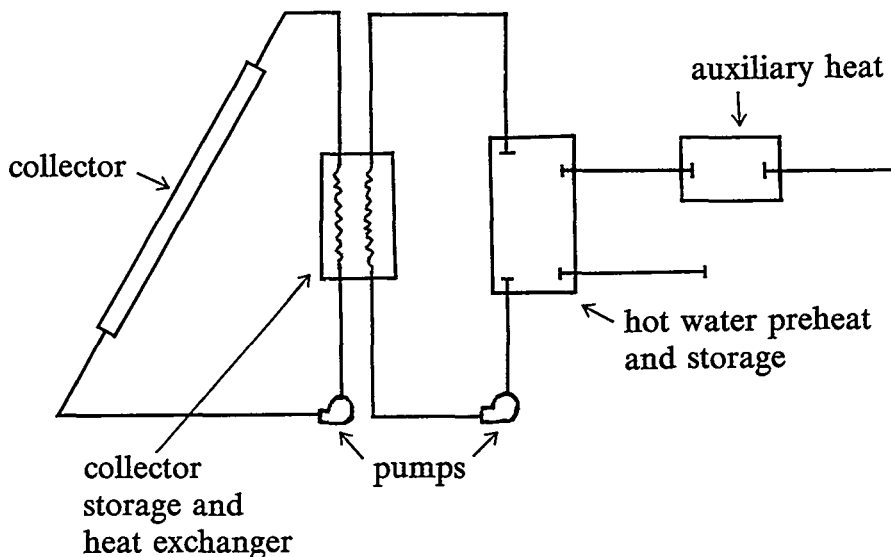 auxiliary heat
collector
hot water preheat
and storage
pumps
collector
storage and
heat exchanger